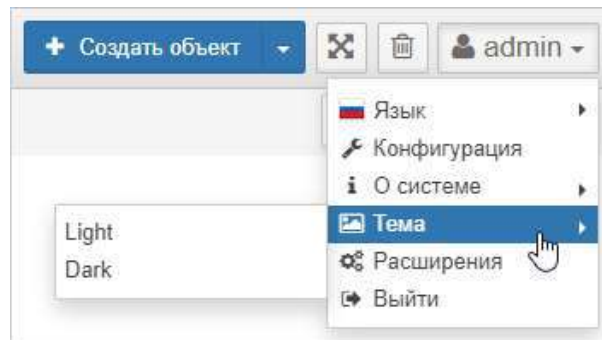 Создать объект admin
Язык
Конфигурация
О системе
Light Тема
Dark Расширения
Выйти